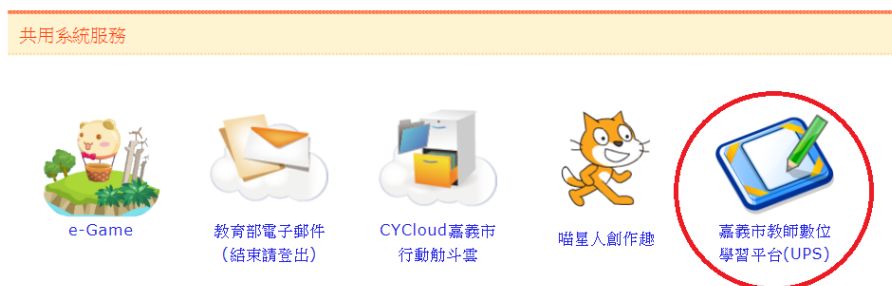 共用系統服務
e-Game
教育部電子郵件
(結束請登出)
CYCloud嘉義市
行動觔斗雲
喵星人創作趣
嘉義市教師數位
學習平台(UPS)